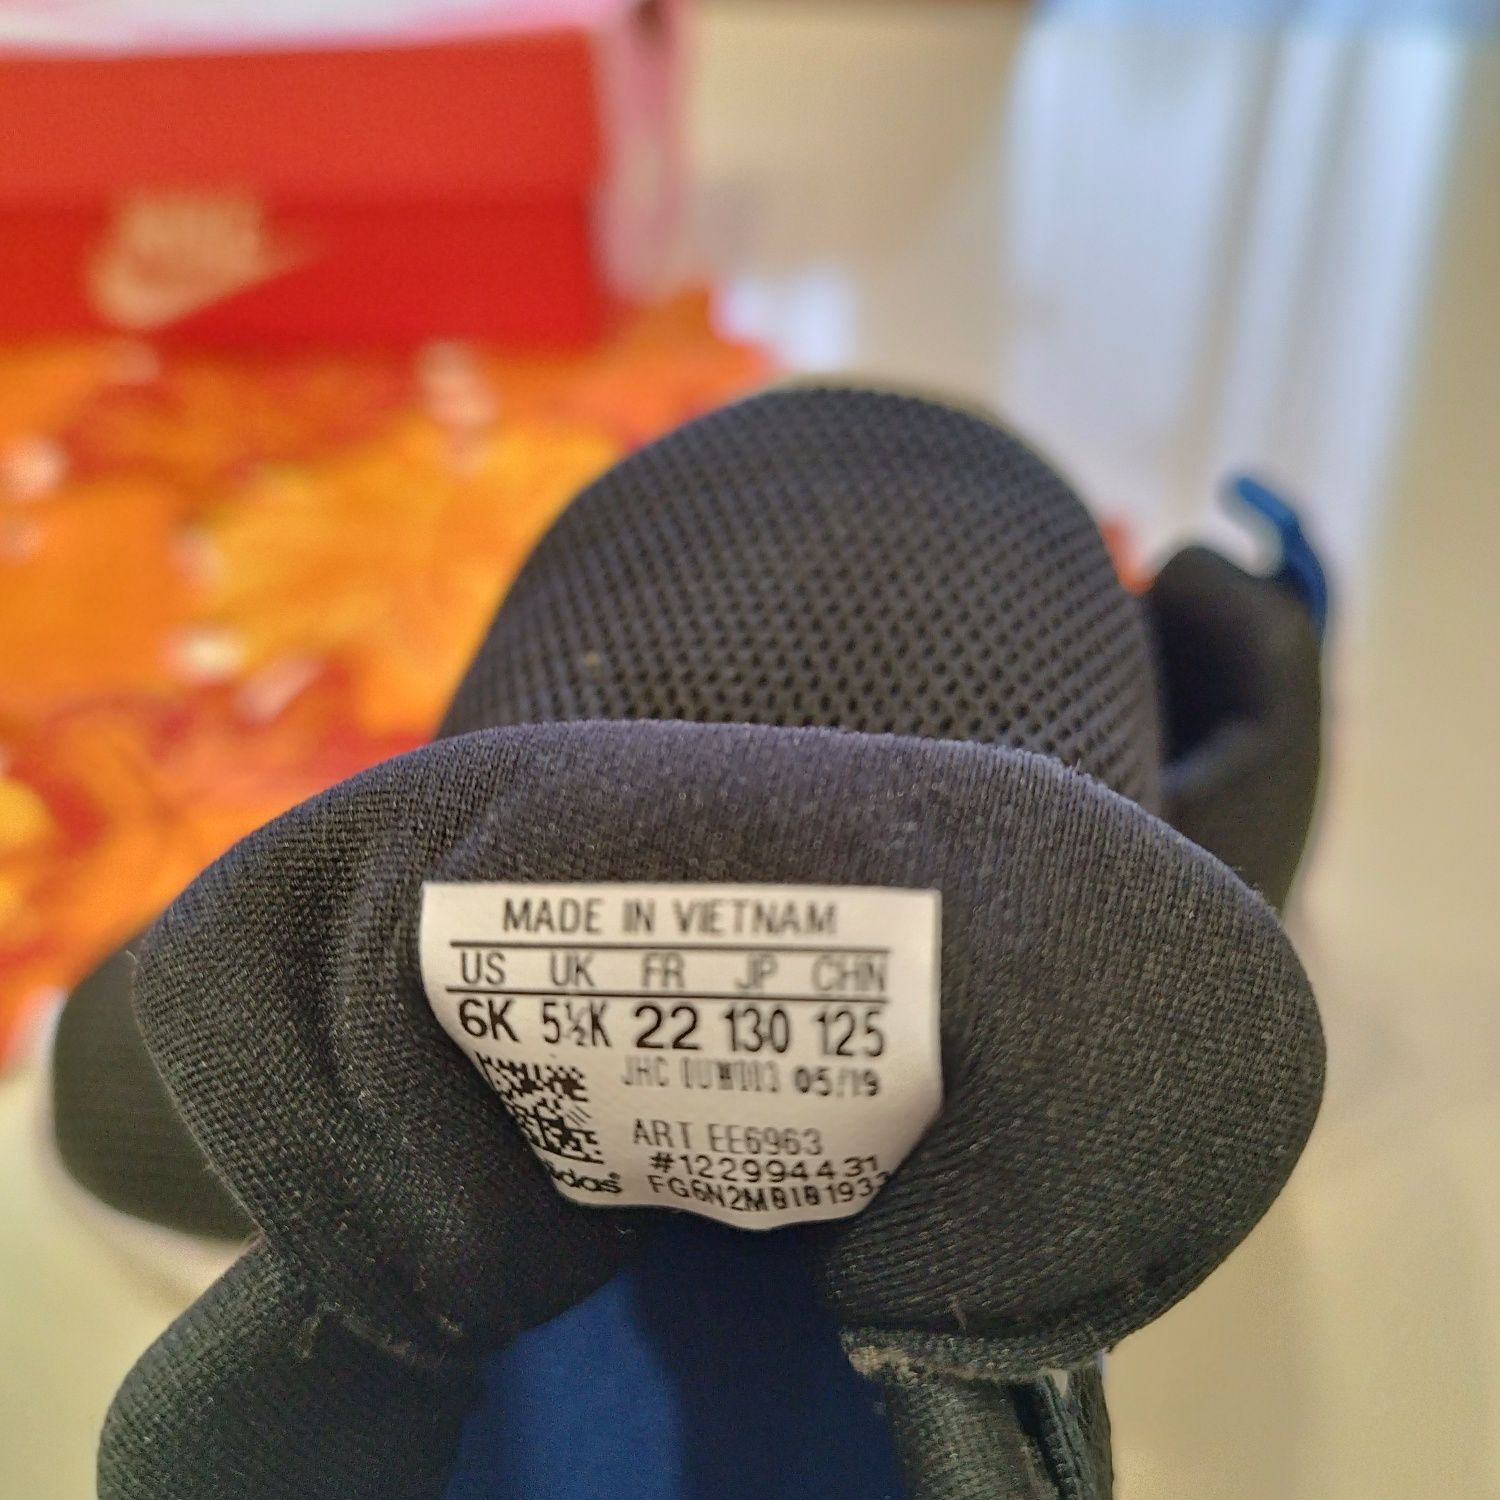 MADE IN VIETNAM
US UK FR JP CHN
6K 5½K 22 130 125
JHC 05/19
ART EE6963
#122994431